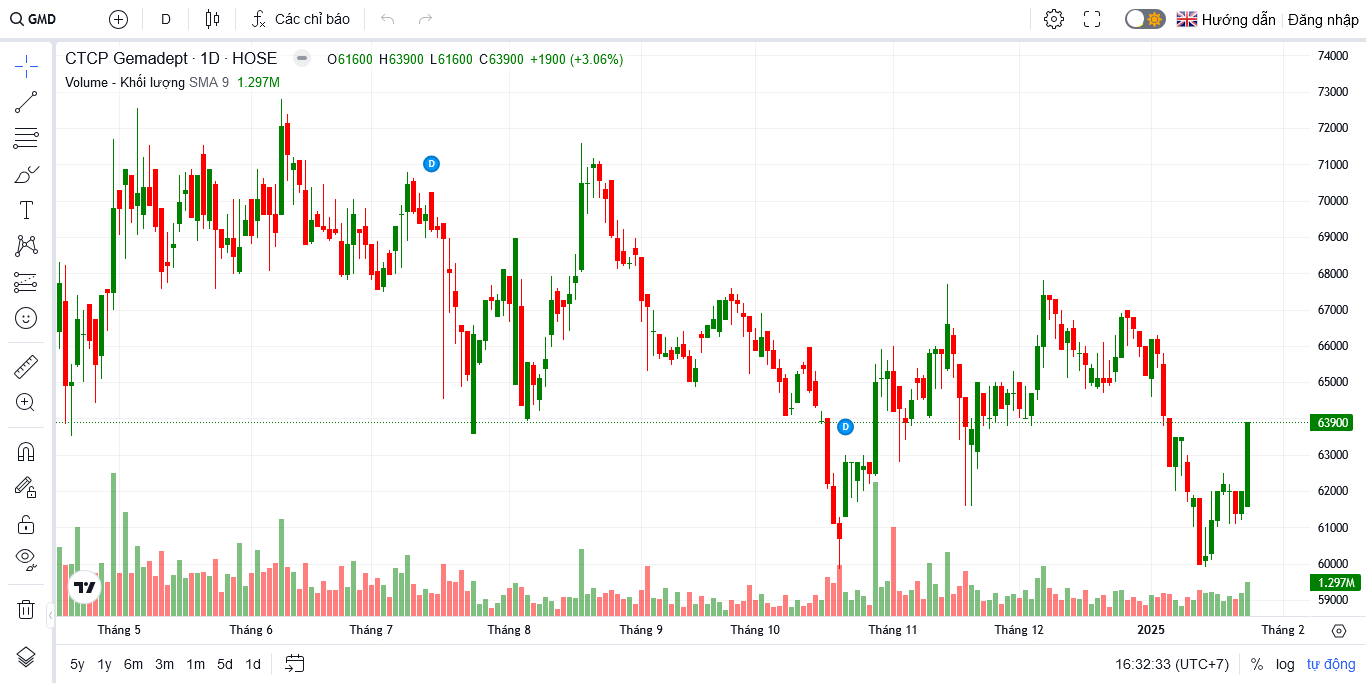 GMD D Các chỉ báo Hướng dẫn Đăng nhập
CTCP Gemadept · 1D · HOSE O61600 H63900 L61600 C63900 +1900 (+3.06%)
Volume - Khối lượng SMA 9 1.297M
74000
73000
72000
71000
70000
69000
68000
67000
66000
65000
63900
63000
62000
61000
60000
1.297M
59000
D
D
Tháng 5 Tháng 6 Tháng 7 Tháng 8 Tháng 9 Tháng 10 Tháng 11 Tháng 12 2025 Tháng 2
5y 1y 6m 3m 1m 5d 1d 16:32:33 (UTC+7) % log tự động